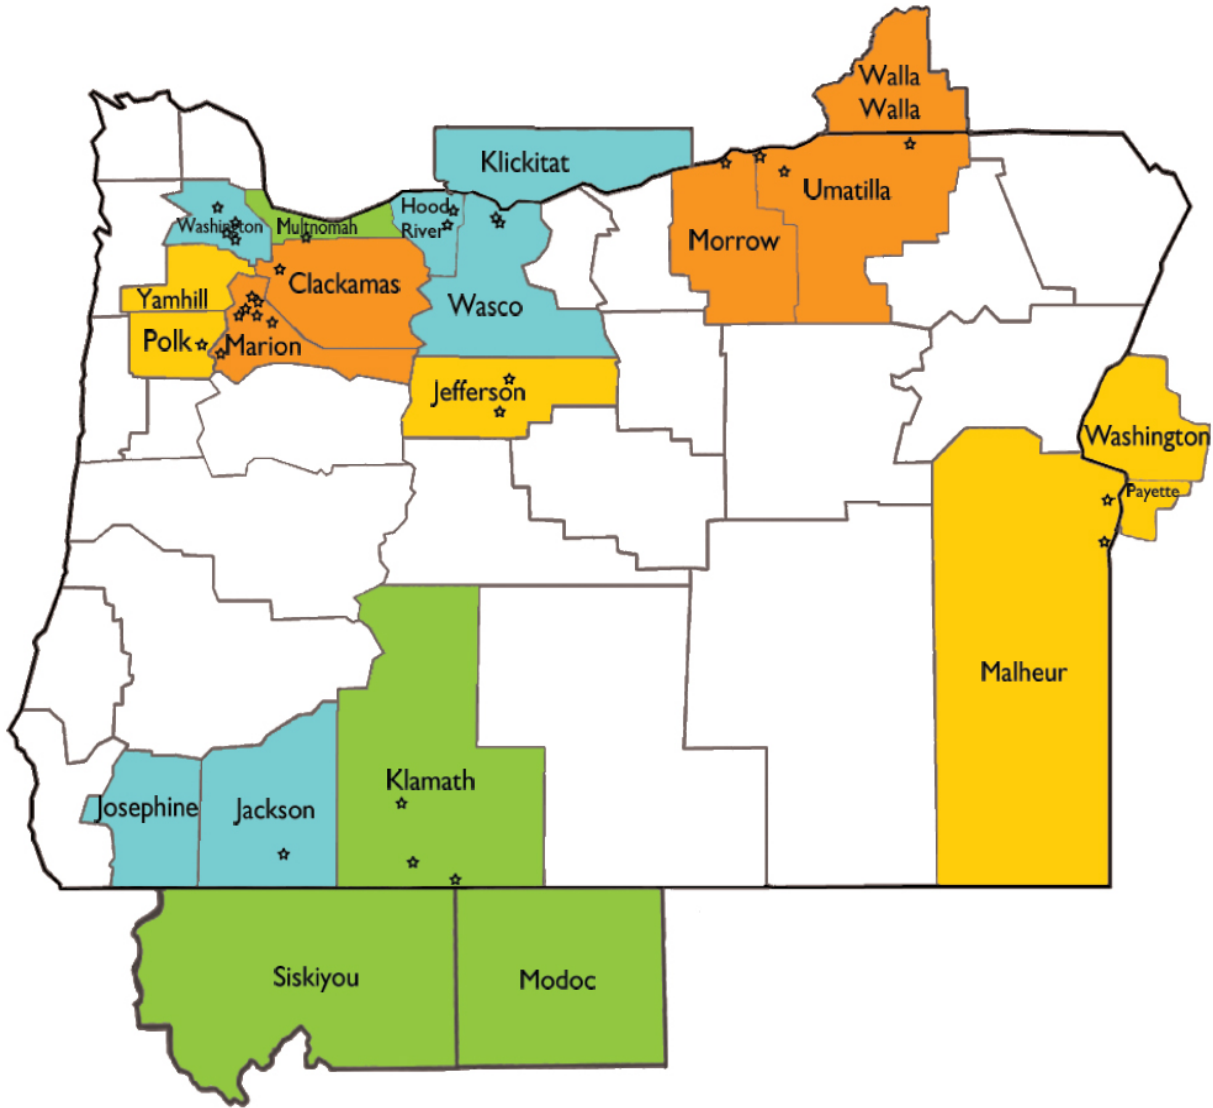 Walla
Walla
Klickitat
Umatilla
Hood
River
Washington
Multnomah
Morrow
Clackamas
Yamhill
Wasco
Polk
Marion
Jefferson
Washington
Payette
Malheur
Klamath
Josephine
Jackson
Siskiyou
Modoc